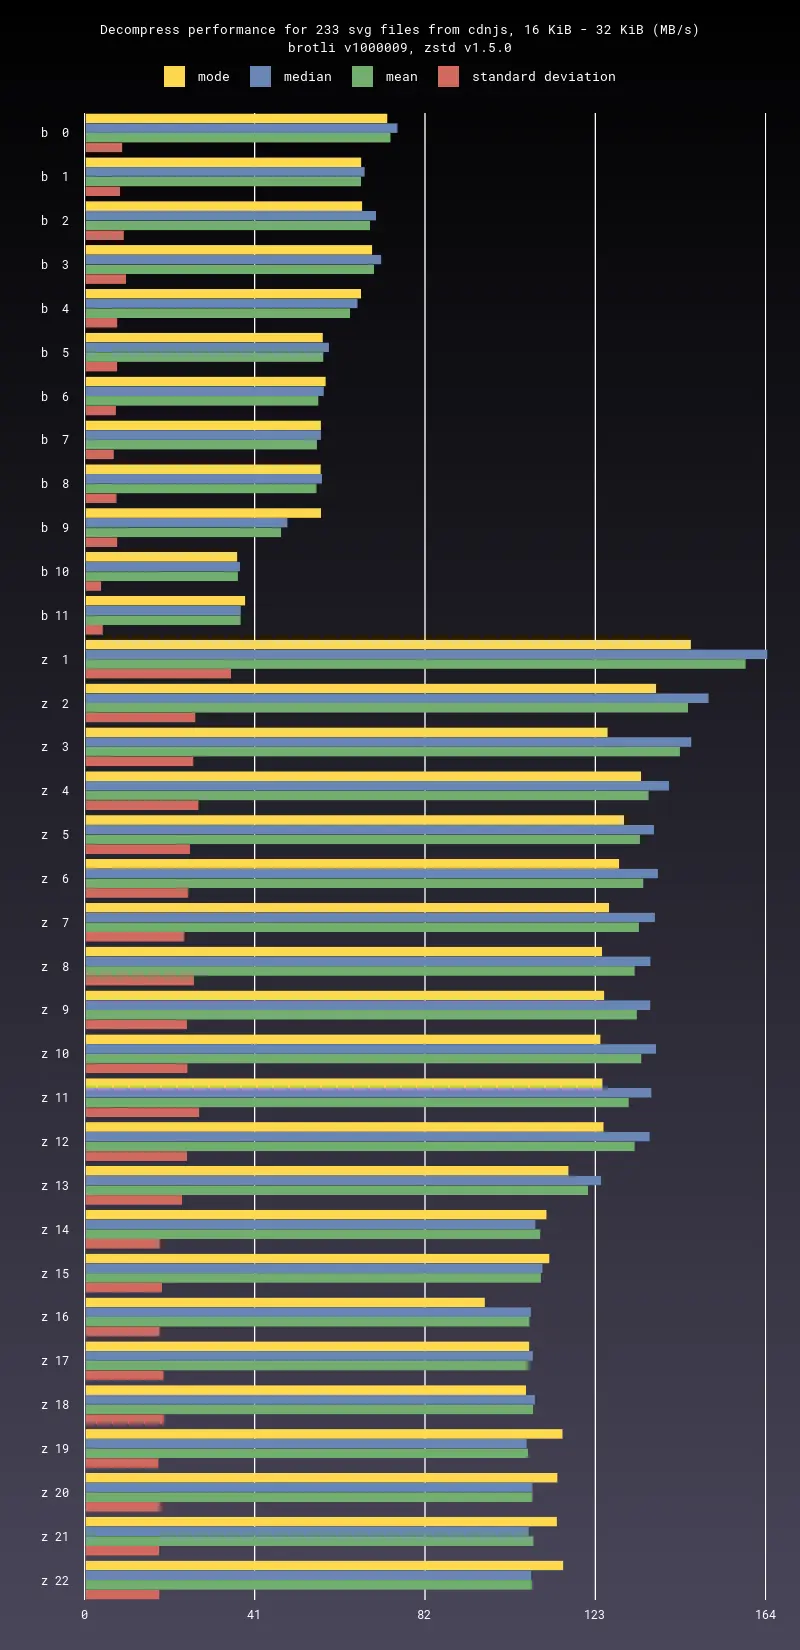 Decompress performance for 233 svg files from cdnjs, 16 KiB - 32 KiB (MB/s)
brotli v1000009, zstd v1.5.0
mode median mean standard deviation
b 0
b 1
b 2
b 3
b 4
b 5
b 6
b 7
b 8
b 9
b 10
b 11
z 1
z 2
z 3
z 4
z 5
z 6
z 7
z 8
z 9
z 10
z 11
z 12
z 13
z 14
z 15
z 16
z 17
z 18
z 19
z 20
z 21
z 22
0 41 82 123 164